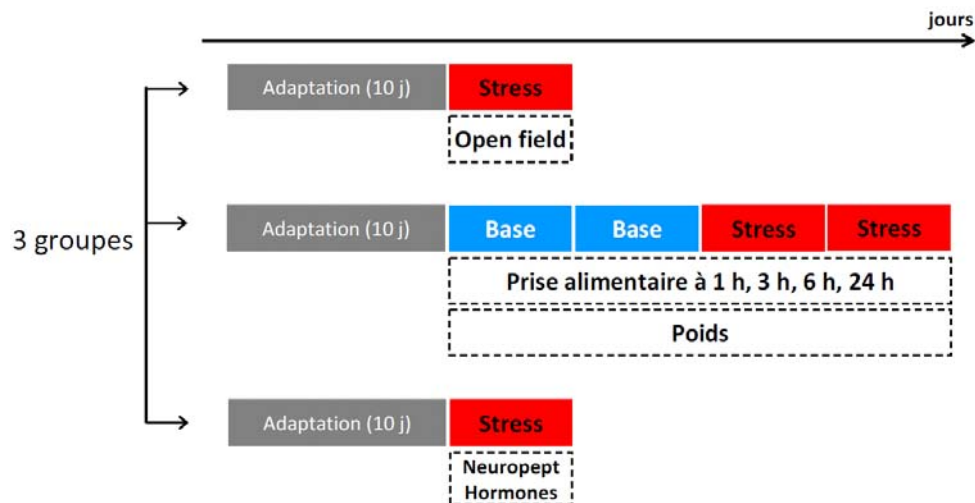 jours
Adaptation (10 j) Stress
Open field
3 groupes
Adaptation (10 j) Base Base Stress Stress
Prise alimentaire à 1 h, 3 h, 6 h, 24 h
Poids
Adaptation (10 j) Stress
Neuropept
Hormones